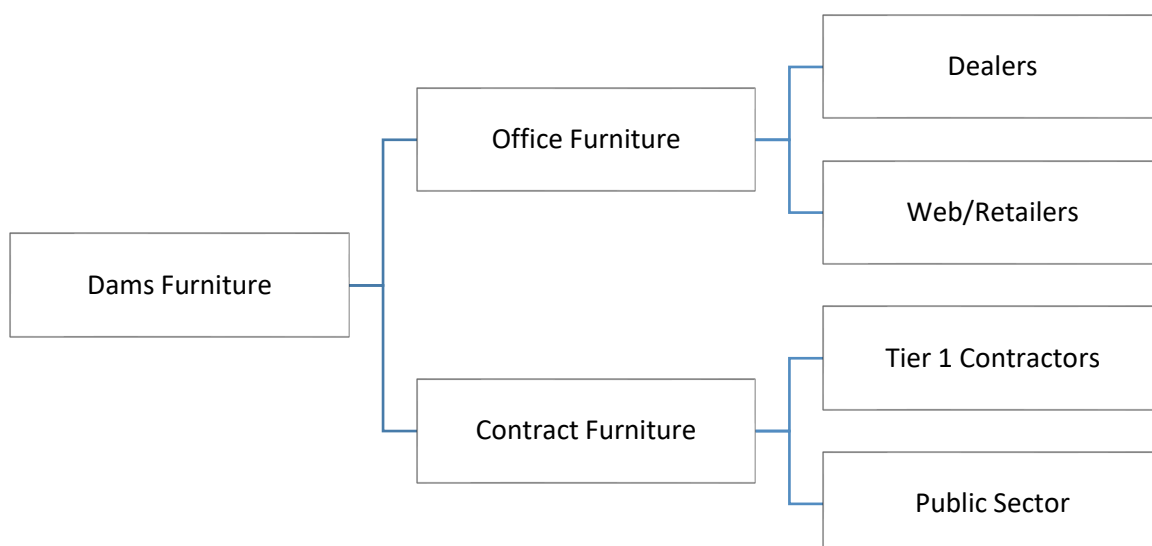 Dams Furniture
Office Furniture
Dealers
Web/Retailers
Contract Furniture
Tier 1 Contractors
Public Sector